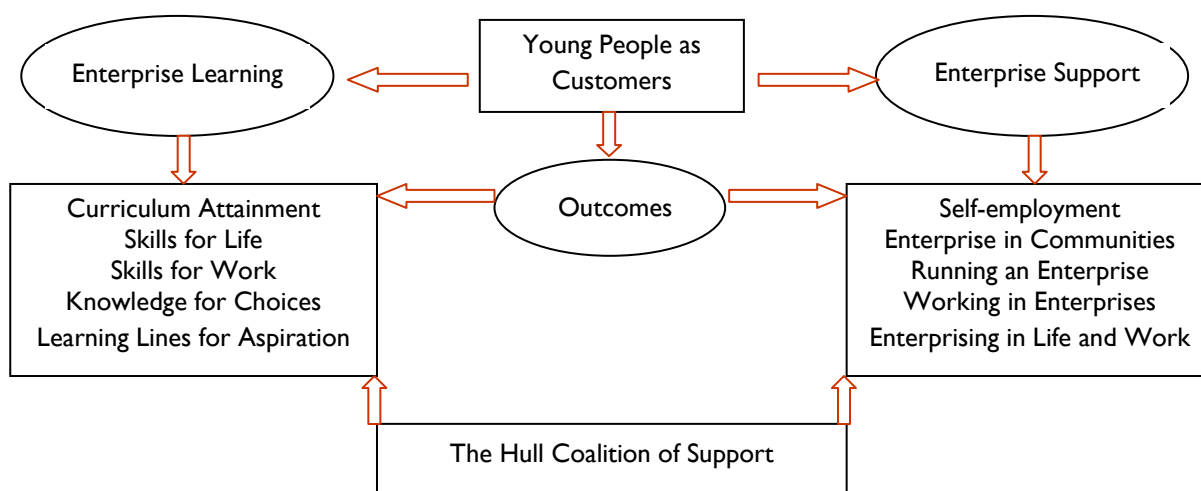 Young People as
Customers
Enterprise Learning
Enterprise Support
Outcomes
Curriculum Attainment
Skills for Life
Skills for Work
Knowledge for Choices
Learning Lines for Aspiration
Self-employment
Enterprise in Communities
Running an Enterprise
Working in Enterprises
Enterprising in Life and Work
The Hull Coalition of Support